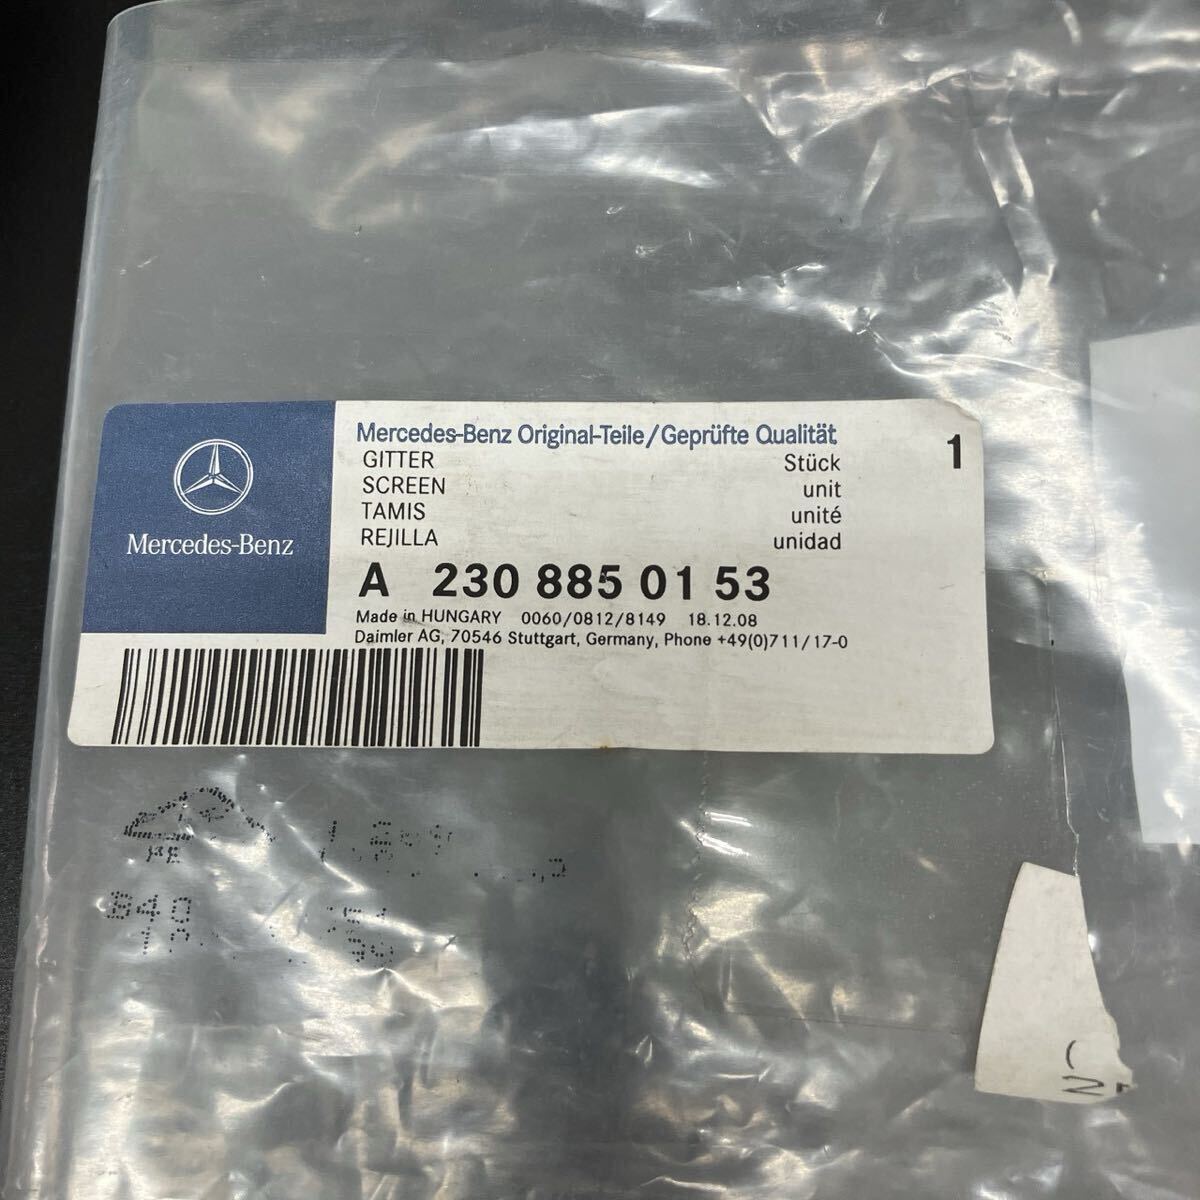 Mercedes-Benz
Mercedes-Benz Original-Teile/Geprüfte Qualität
GITTER Stück 1
SCREEN unit
TAMIS unité
REJILLA unidad
A 230 885 01 53
Made in HUNGARY 0060/0812/8149 18.12.08
Daimler AG, 70546 Stuttgart, Germany, Phone +49(0)711/17-0
840